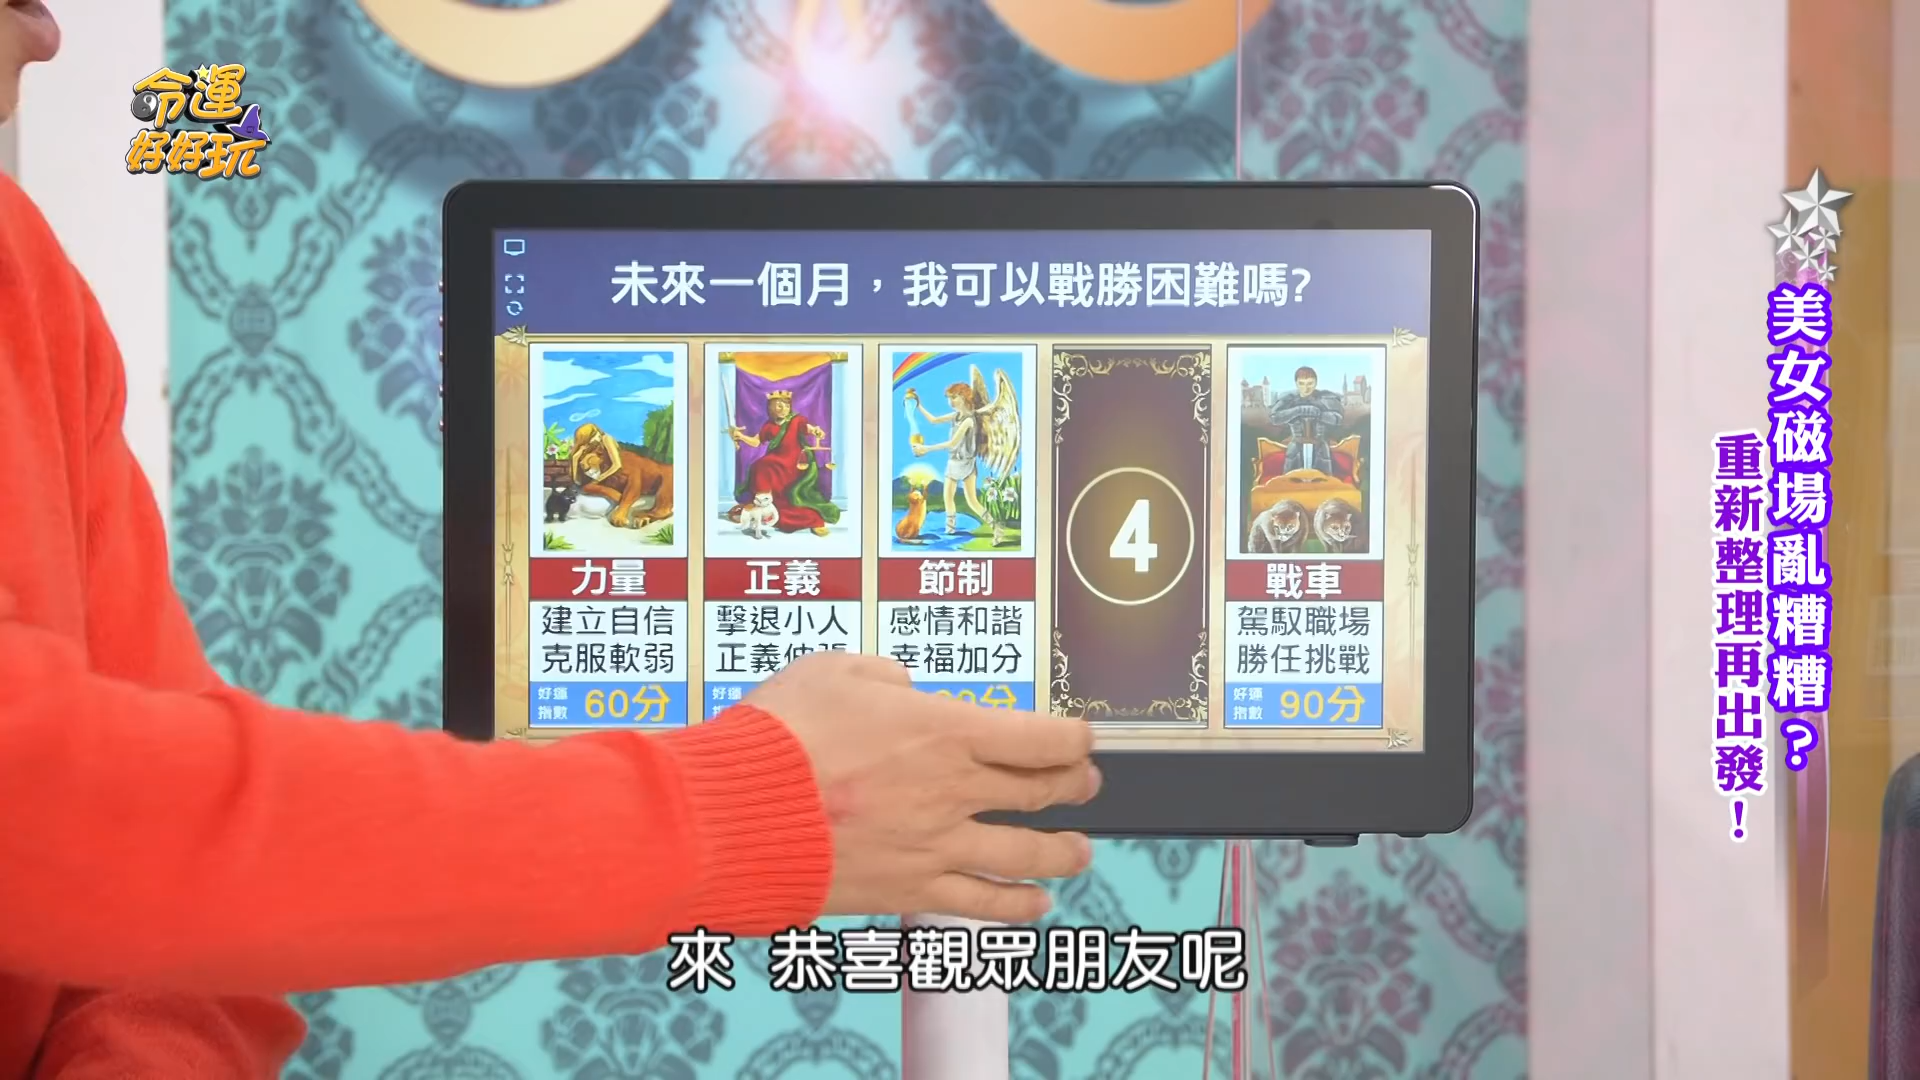 命運
好好玩
未來一個月，我可以戰勝困難嗎?
力量
建立自信
克服軟弱
好運
指數
60分
正義
擊退小人
正義
好運
節制
感情和諧
幸福加分
分
4
戰車
駕馭職場
勝任挑戰
好運
指數
90分
美女磁場亂糟糟？
重新整理再出發！
來 恭喜觀眾朋友呢